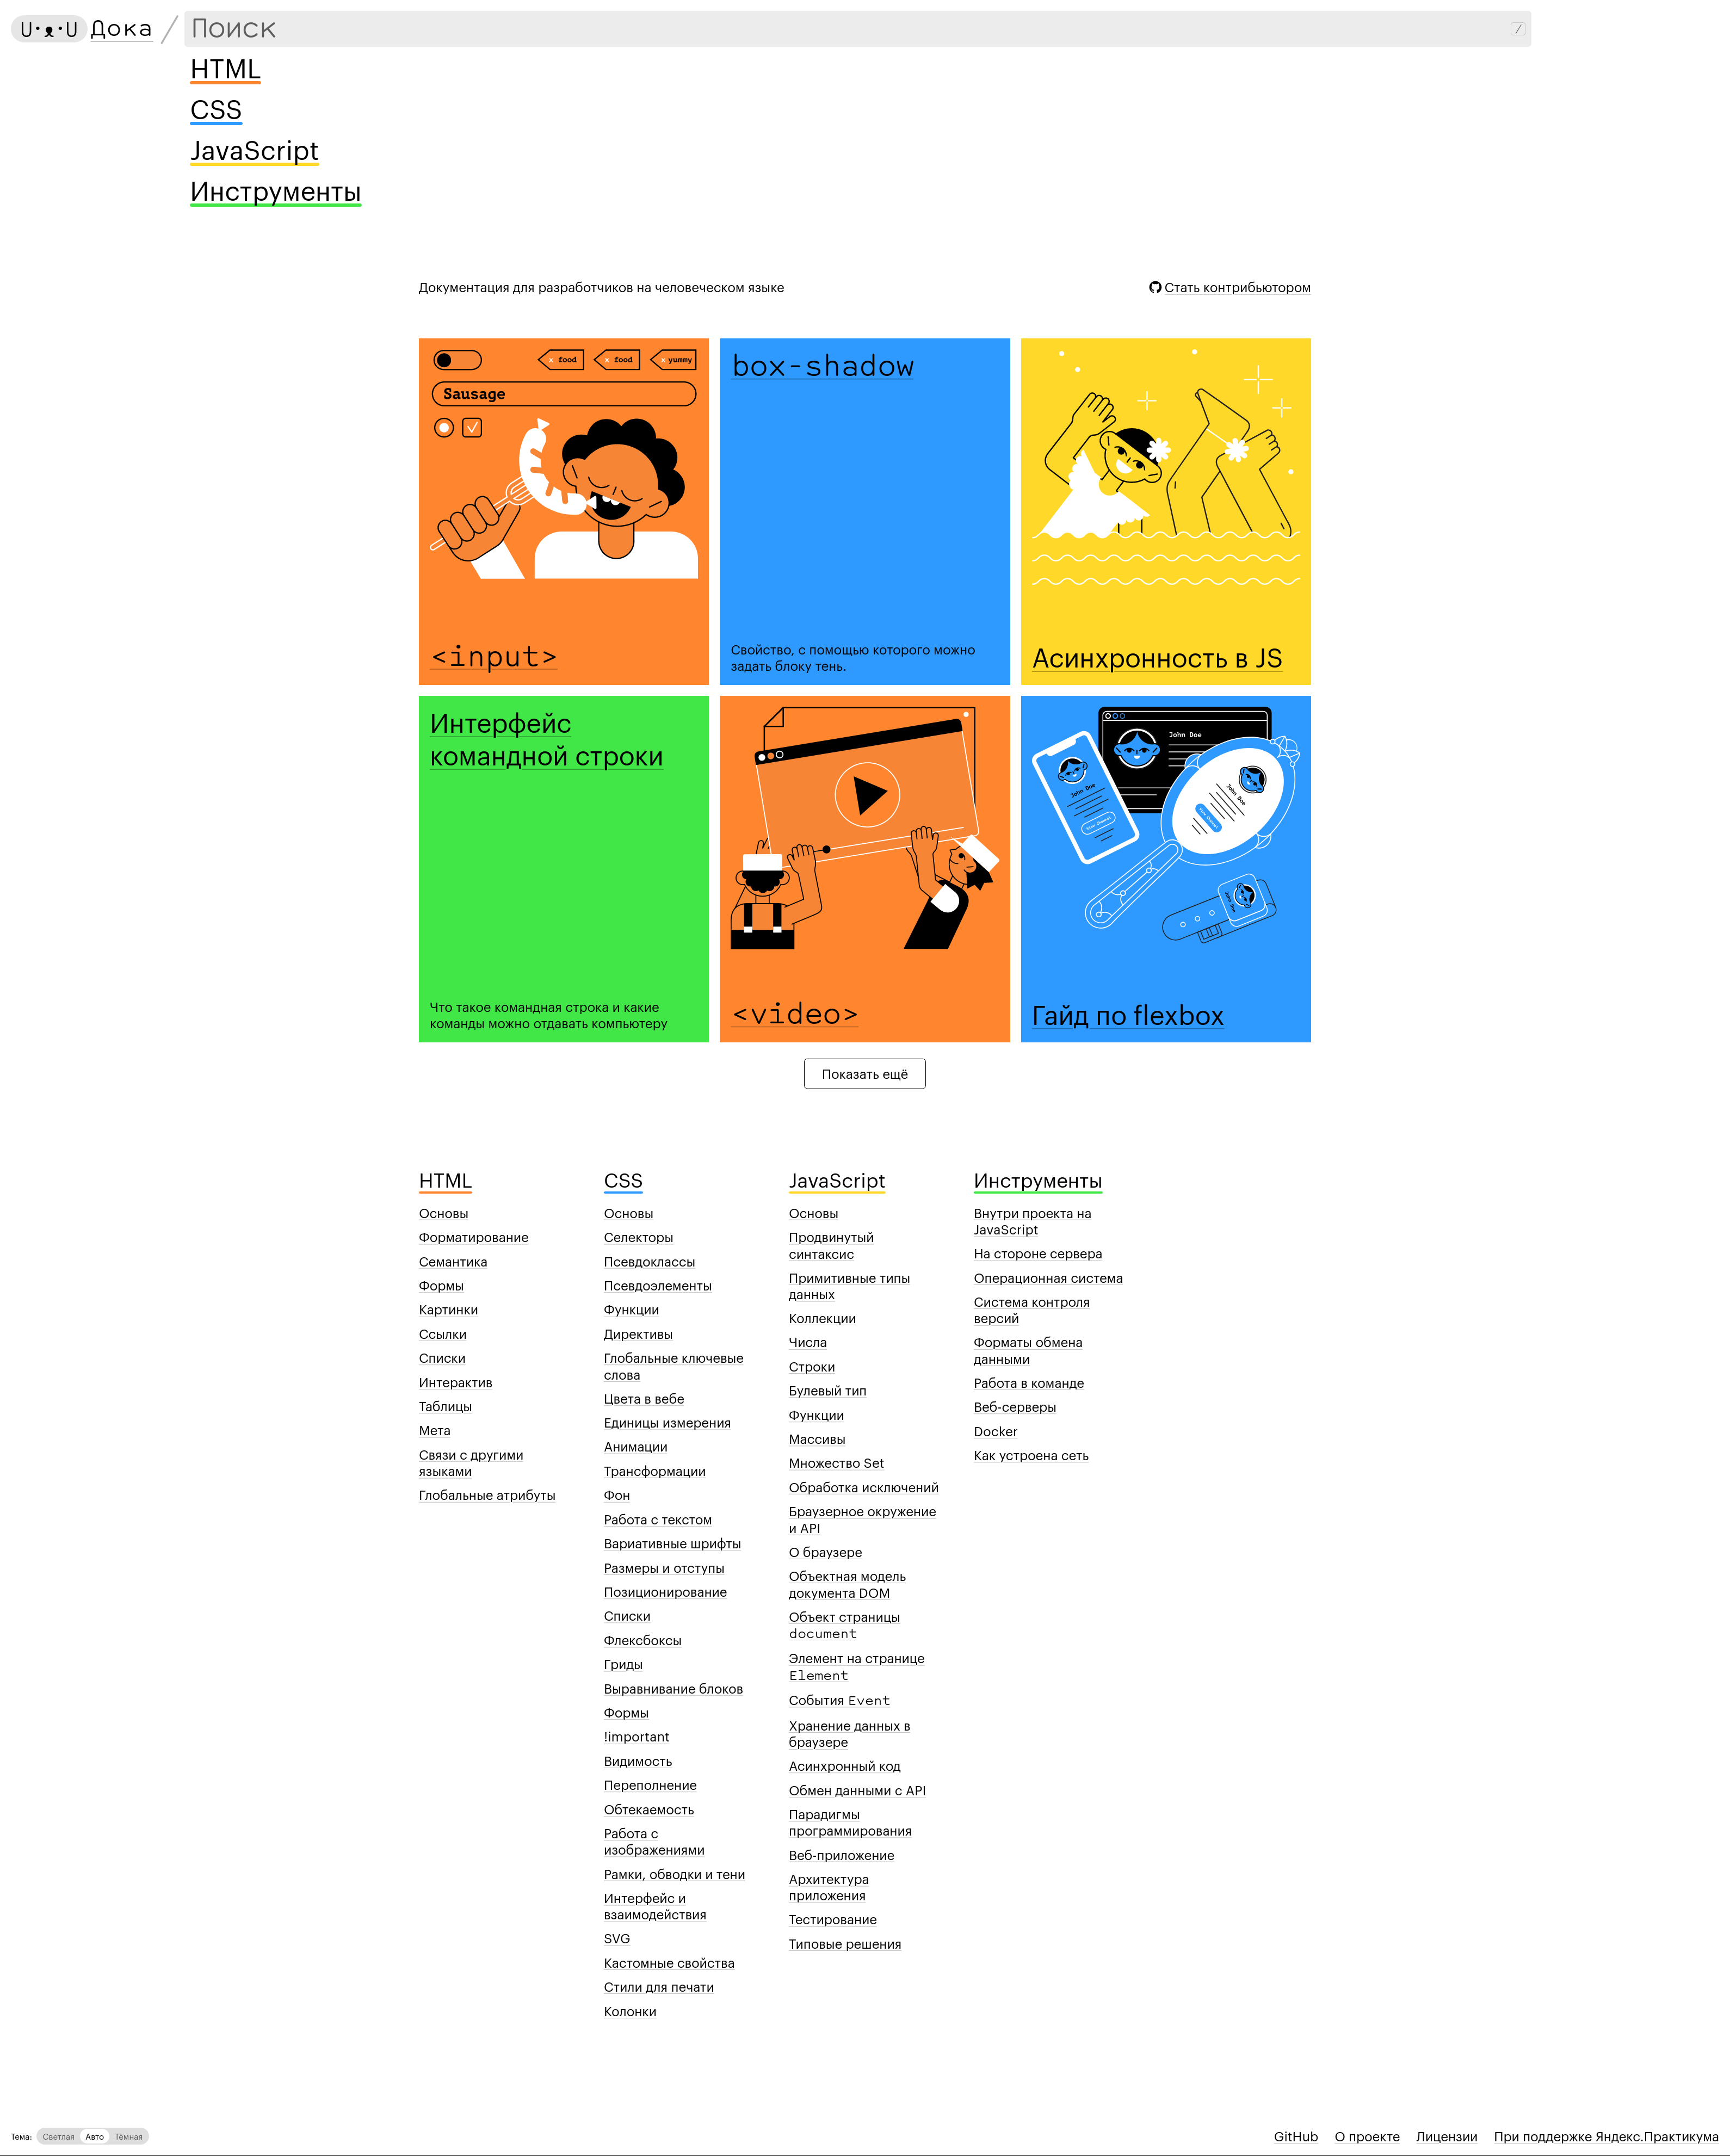 U·ᴥ·U Дока / Поиск /
HTML
CSS
JavaScript
Инструменты
Документация для разработчиков на человеческом языке
Стать контрибьютором
× food × food × yummy
Sausage
<input>
box-shadow
Свойство, с помощью которого можно
задать блоку тень.
Асинхронность в JS
Интерфейс
командной строки
Что такое командная строка и какие
команды можно отдавать компьютеру
<video>
John Doe
John Doe
John Doe
John Doe
Гайд по flexbox
Показать ещё
HTML
Основы
Форматирование
Семантика
Формы
Картинки
Ссылки
Списки
Интерактив
Таблицы
Мета
Связи с другими
языками
Глобальные атрибуты
CSS
Основы
Селекторы
Псевдоклассы
Псевдоэлементы
Функции
Директивы
Глобальные ключевые
слова
Цвета в вебе
Единицы измерения
Анимации
Трансформации
Фон
Работа с текстом
Вариативные шрифты
Размеры и отступы
Позиционирование
Списки
Флексбоксы
Гриды
Выравнивание блоков
Формы
!important
Видимость
Переполнение
Обтекаемость
Работа с
изображениями
Рамки, обводки и тени
Интерфейс и
взаимодействия
SVG
Кастомные свойства
Стили для печати
Колонки
JavaScript
Основы
Продвинутый
синтаксис
Примитивные типы
данных
Коллекции
Числа
Строки
Булевый тип
Функции
Массивы
Множество Set
Обработка исключений
Браузерное окружение
и API
О браузере
Объектная модель
документа DOM
Объект страницы
document
Элемент на странице
Element
События Event
Хранение данных в
браузере
Асинхронный код
Обмен данными с API
Парадигмы
программирования
Веб-приложение
Архитектура
приложения
Тестирование
Типовые решения
Инструменты
Внутри проекта на
JavaScript
На стороне сервера
Операционная система
Система контроля
версий
Форматы обмена
данными
Работа в команде
Веб-серверы
Docker
Как устроена сеть
Тема: Светлая Авто Тёмная
GitHub О проекте Лицензии При поддержке Яндекс.Практикума